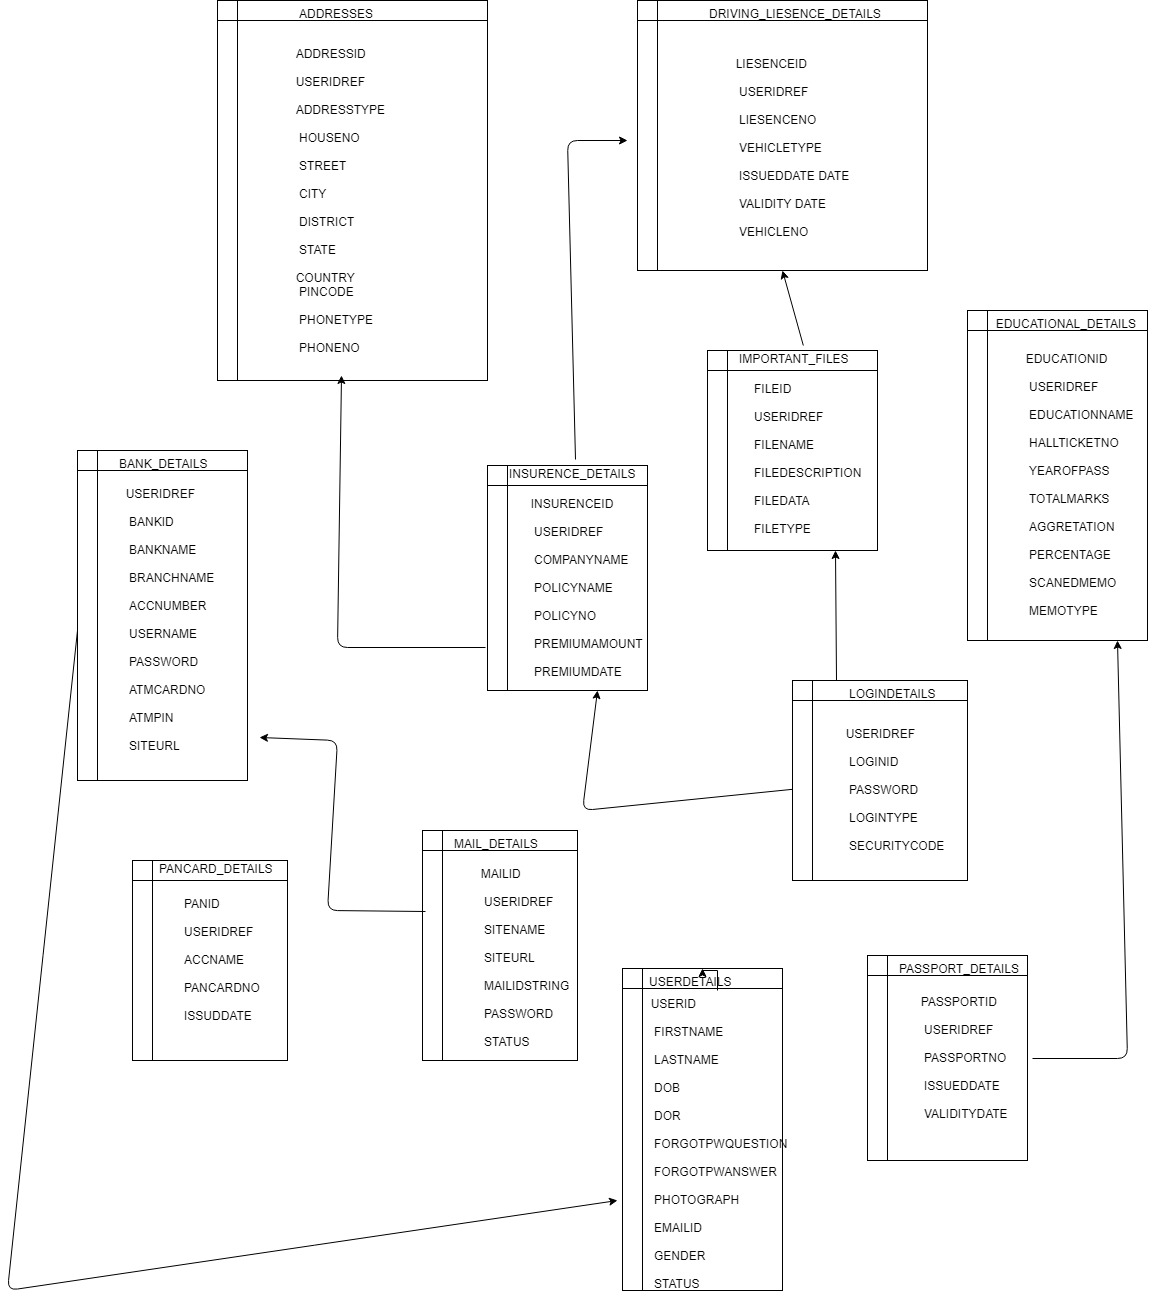 ADDRESSES
ADDRESSID
USERIDREF
ADDRESSTYPE
HOUSENO
STREET
CITY
DISTRICT
STATE
COUNTRY
PINCODE
PHONETYPE
PHONENO
DRIVING_LIESENCE_DETAILS
LIESENCEID
USERIDREF
LIESENCENO
VEHICLETYPE
ISSUEDDATE DATE
VALIDITY DATE
VEHICLENO
EDUCATIONAL_DETAILS
EDUCATIONID
USERIDREF
EDUCATIONNAME
HALLTICKETNO
YEAROFPASS
TOTALMARKS
AGGRETATION
PERCENTAGE
SCANEDMEMO
MEMOTYPE
IMPORTANT_FILES
FILEID
USERIDREF
FILENAME
FILEDESCRIPTION
FILEDATA
FILETYPE
BANK_DETAILS
USERIDREF
BANKID
BANKNAME
BRANCHNAME
ACCNUMBER
USERNAME
PASSWORD
ATMCARDNO
ATMPIN
SITEURL
INSURENCE_DETAILS
INSURENCEID
USERIDREF
COMPANYNAME
POLICYNAME
POLICYNO
PREMIUMAMOUNT
PREMIUMDATE
LOGINDETAILS
USERIDREF
LOGINID
PASSWORD
LOGINTYPE
SECURITYCODE
MAIL_DETAILS
MAILID
USERIDREF
SITENAME
SITEURL
MAILIDSTRING
PASSWORD
STATUS
PANCARD_DETAILS
PANID
USERIDREF
ACCNAME
PANCARDNO
ISSUDDATE
USERDETAILS
USERID
FIRSTNAME
LASTNAME
DOB
DOR
FORGOTPWQUESTION
FORGOTPWANSWER
PHOTOGRAPH
EMAILID
GENDER
STATUS
PASSPORT_DETAILS
PASSPORTID
USERIDREF
PASSPORTNO
ISSUEDDATE
VALIDITYDATE